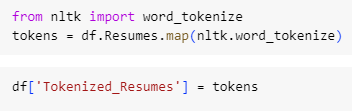 from nltk import word_tokenize
tokens = df.Resumes.map(nltk.word_tokenize)
df['Tokenized_Resumes'] = tokens